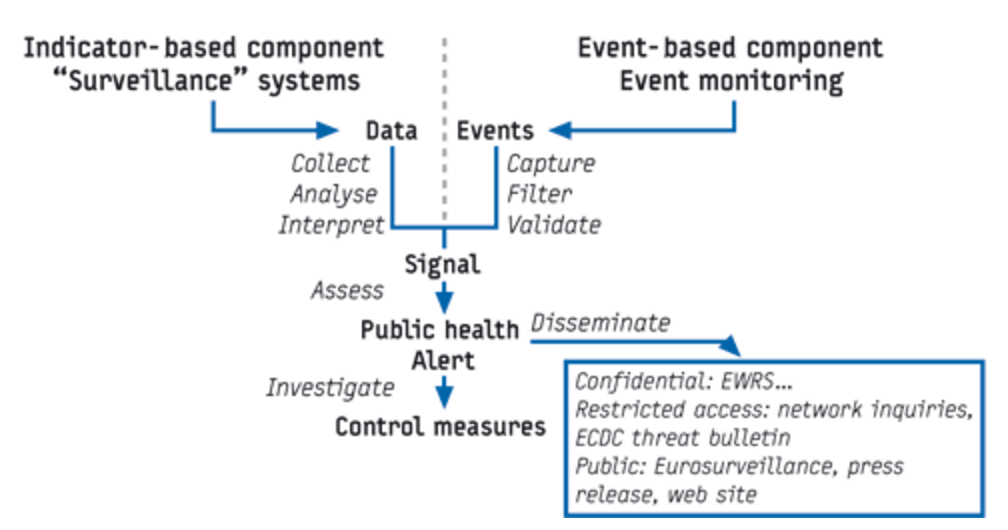 Indicator-based component
“Surveillance” systems
Event-based component
Event monitoring
Data
Events
Collect
Analyse
Interpret
Capture
Filter
Validate
Signal
Assess
Public health
Alert
Disseminate
Investigate
Control measures
Confidential: EWRS...
Restricted access: network inquiries,
ECDC threat bulletin
Public: Eurosurveillance, press
release, web site